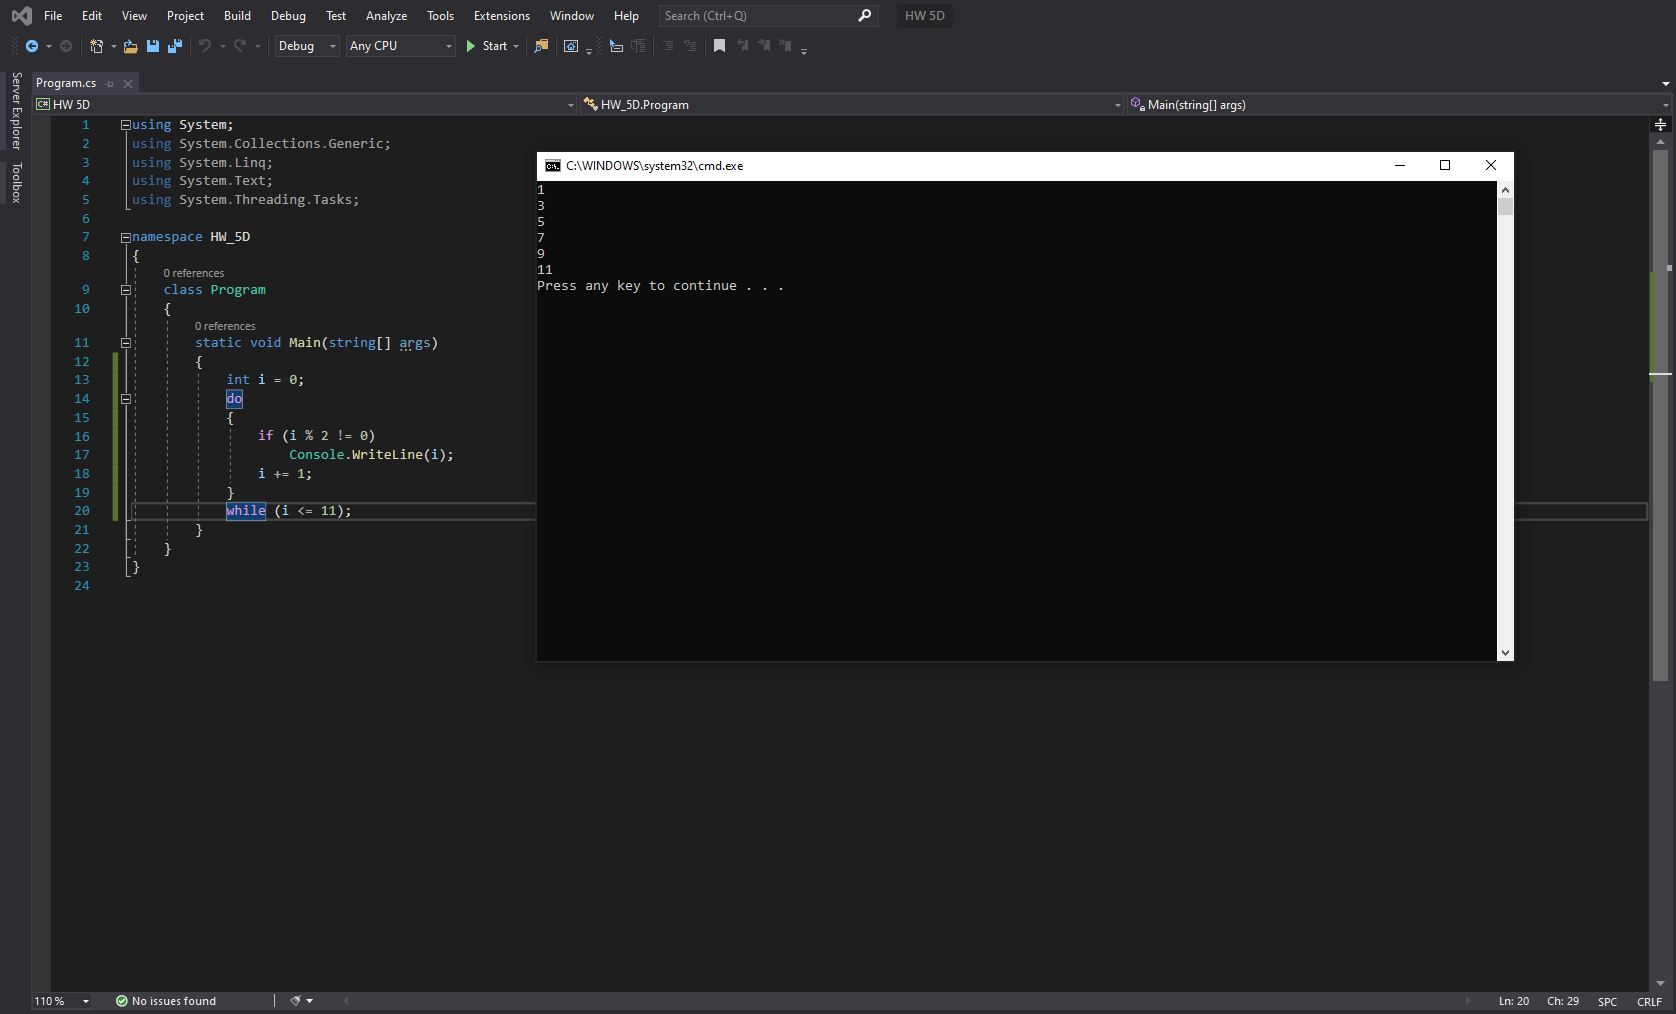 File Edit View Project Build Debug Test Analyze Tools Extensions Window Help Search (Ctrl+Q) HW 5D
Debug Any CPU Start
Server Explorer
Toolbox
Program.cs
C# HW 5D HW_5D.Program Main(string[] args)
1 using System;
2 using System.Collections.Generic;
3 using System.Linq;
4 using System.Text;
5 using System.Threading.Tasks;
6
7 namespace HW_5D
8 {
0 references
9 class Program
10 {
0 references
11 static void Main(string[] args)
12 {
13 int i = 0;
14 do
15 {
16 if (i % 2 != 0)
17 Console.WriteLine(i);
18 i += 1;
19 }
20 while (i <= 11);
21 }
22 }
23 }
24
C:\WINDOWS\system32\cmd.exe
1
3
5
7
9
11
Press any key to continue . . .
110 % No issues found Ln: 20 Ch: 29 SPC CRLF